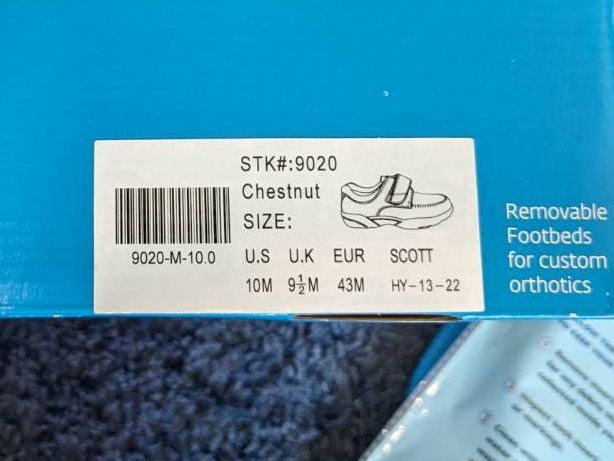 STK#:9020
Chestnut
SIZE:
9020-M-10.0
U.S U.K EUR SCOTT
10M 9½M 43M HY-13-22
Removable
Footbeds
for custom
orthotics